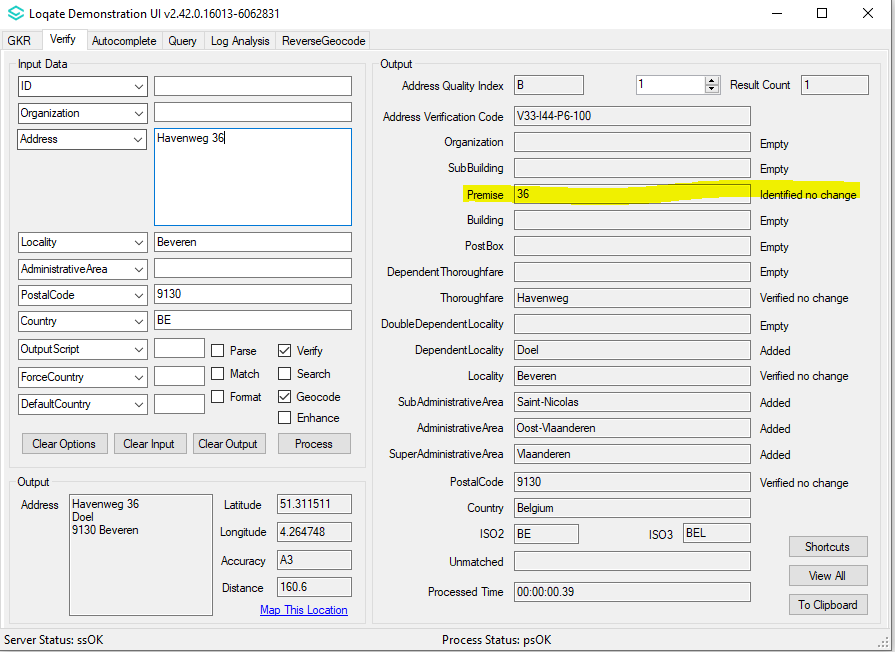 Loqate Demonstration UI v2.42.0.16013-6062831
GKR Verify Autocomplete Query Log Analysis ReverseGeocode
Input Data
ID
Organization
Address Havenweg 36
Locality Beveren
AdministrativeArea
PostalCode 9130
Country BE
OutputScript Parse Verify
ForceCountry Match Search
DefaultCountry Format Geocode
Enhance
Clear Options Clear Input Clear Output Process
Output
Address Havenweg 36
Doel
9130 Beveren
Latitude 51.311511
Longitude 4.264748
Accuracy A3
Distance 160.6
Map This Location
Output
Address Quality Index B 1 Result Count 1
Address Verification Code V33-I44-P6-100
Organization Empty
SubBuilding Empty
Premise 36 Identified no change
Building Empty
PostBox Empty
DependentThoroughfare Empty
Thoroughfare Havenweg Verified no change
DoubleDependentLocality Empty
DependentLocality Doel Added
Locality Beveren Verified no change
SubAdministrativeArea Saint-Nicolas Added
AdministrativeArea Oost-Vlaanderen Added
SuperAdministrativeArea Vlaanderen Added
PostalCode 9130 Verified no change
Country Belgium
ISO2 BE ISO3 BEL
Unmatched
Processed Time 00:00:00.39
Shortcuts
View All
To Clipboard
Server Status: ssOK Process Status: psOK